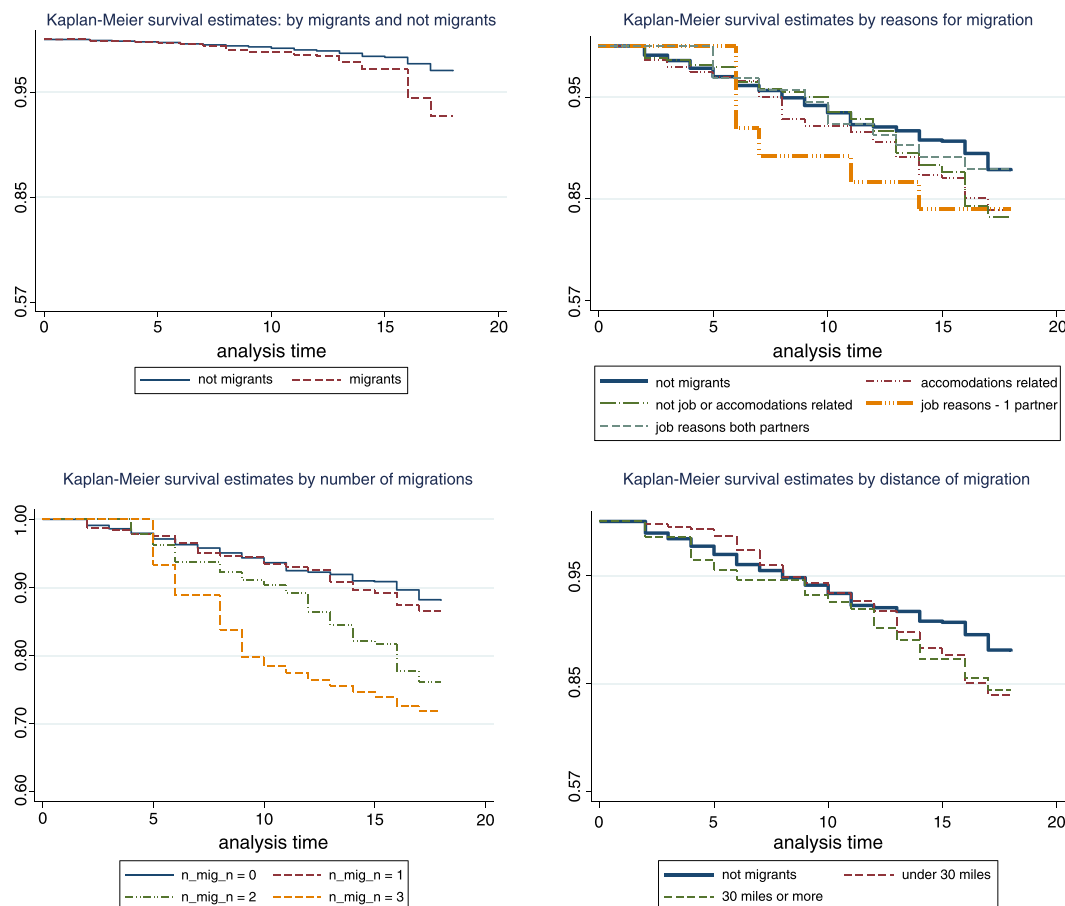 Kaplan-Meier survival estimates: by migrants and not migrants
0.95
0.85
0.57
0 5 10 15 20
analysis time
not migrants migrants
Kaplan-Meier survival estimates by reasons for migration
0.95
0.85
0.57
0 5 10 15 20
analysis time
not migrants accomodations related
not job or accomodations related job reasons - 1 partner
job reasons both partners
Kaplan-Meier survival estimates by number of migrations
1.00
0.90
0.80
0.70
0.60
0 5 10 15 20
analysis time
n_mig_n = 0 n_mig_n = 1
n_mig_n = 2 n_mig_n = 3
Kaplan-Meier survival estimates by distance of migration
0.95
0.85
0.57
0 5 10 15 20
analysis time
not migrants under 30 miles
30 miles or more